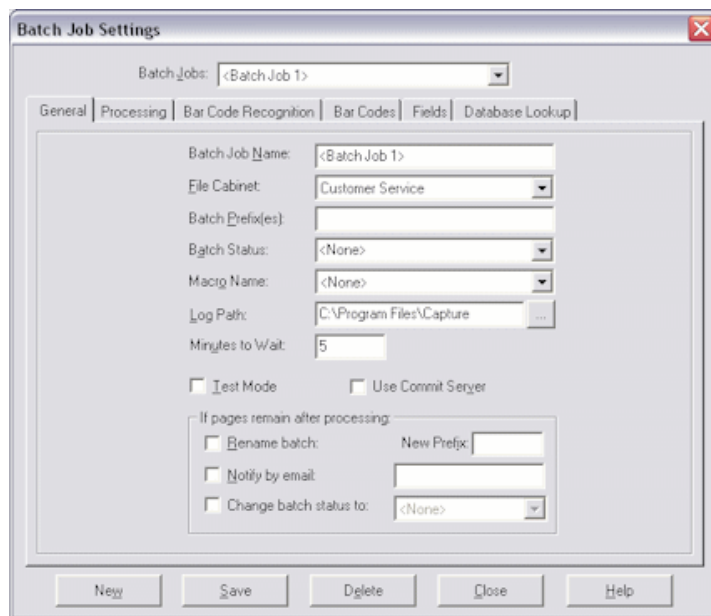 Batch Job Settings
Batch Jobs: <Batch Job 1>
General Processing Bar Code Recognition Bar Codes Fields Database Lookup
Batch Job Name: <Batch Job 1>
File Cabinet: Customer Service
Batch Prefix(es):
Batch Status: <None>
Macro Name: <None>
Log Path: C:\Program Files\Capture ...
Minutes to Wait: 5
Test Mode Use Commit Server
If pages remain after processing:
Rename batch: New Prefix:
Notify by email:
Change batch status to: <None>
New Save Delete Close Help